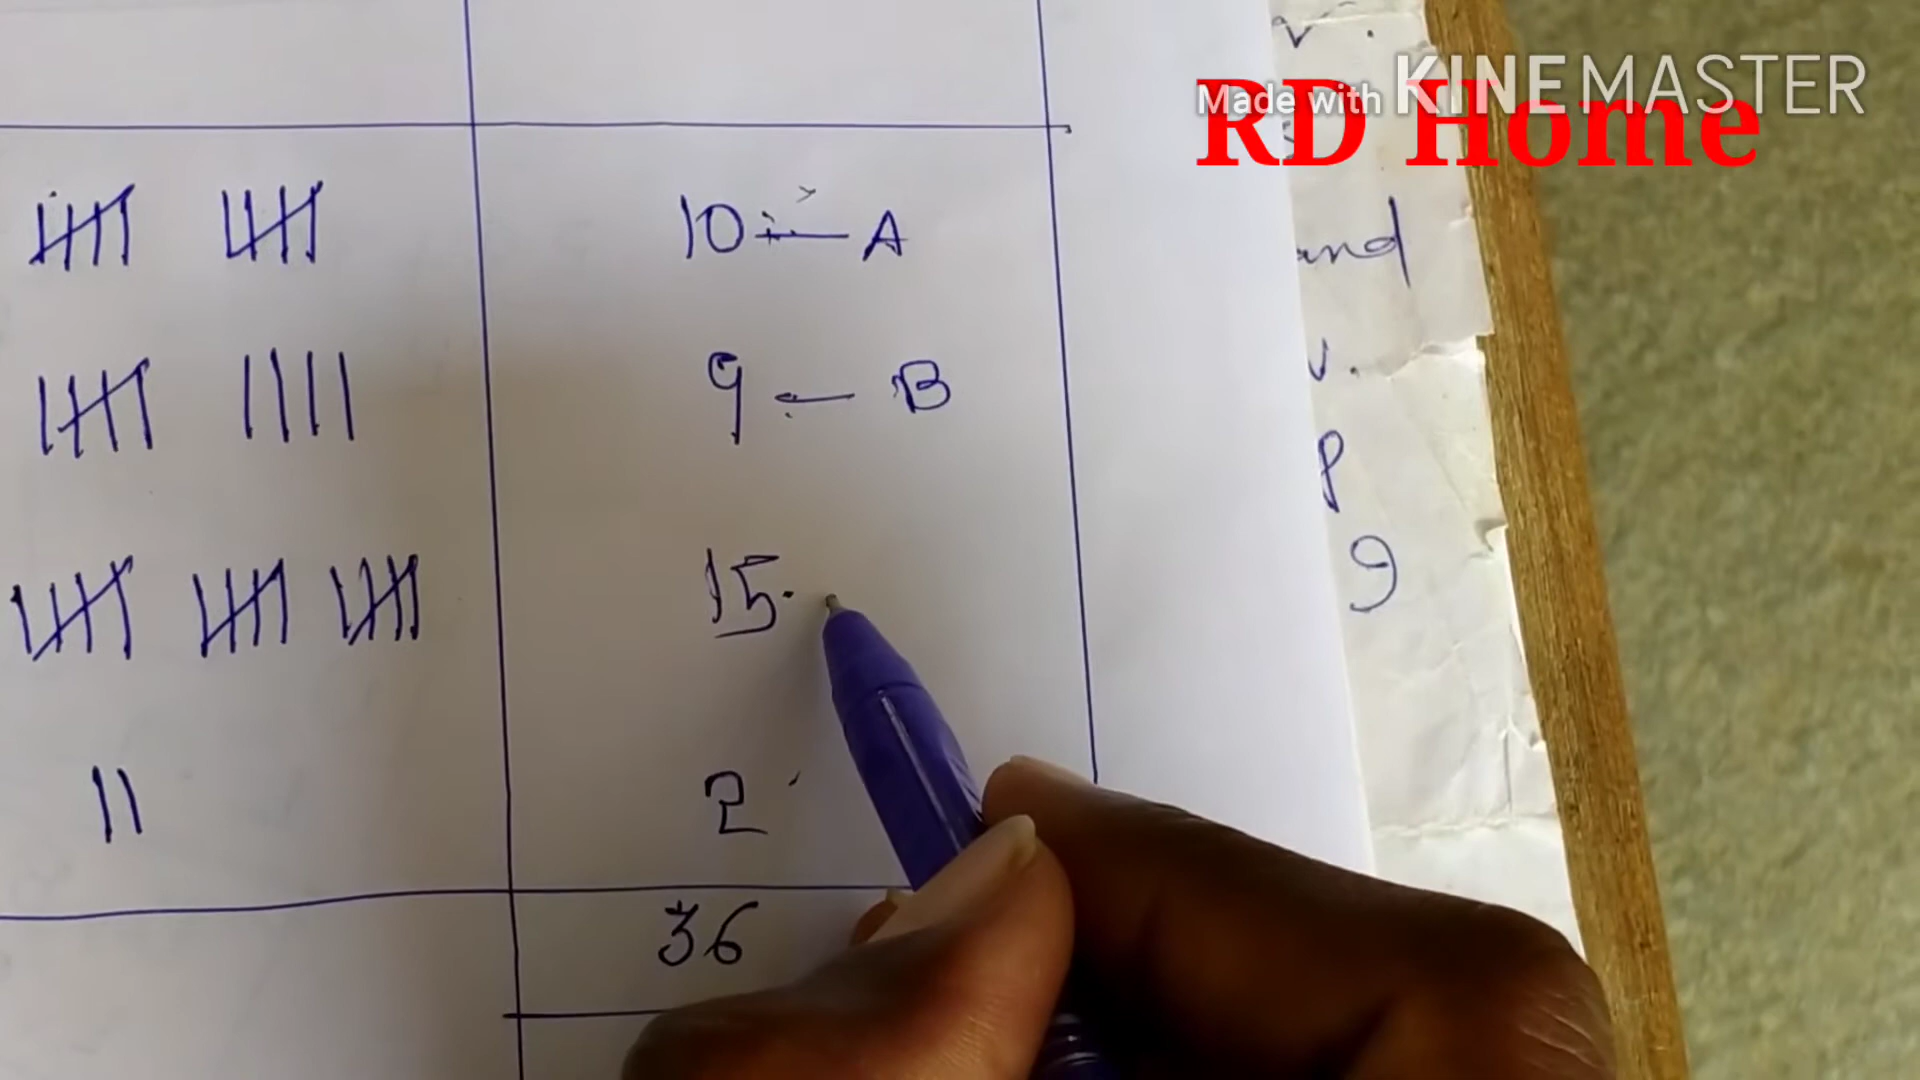 Made with KINEMASTER
RD Home
10 — A
9 — B
15
2
36
v.
and
v.
P
9